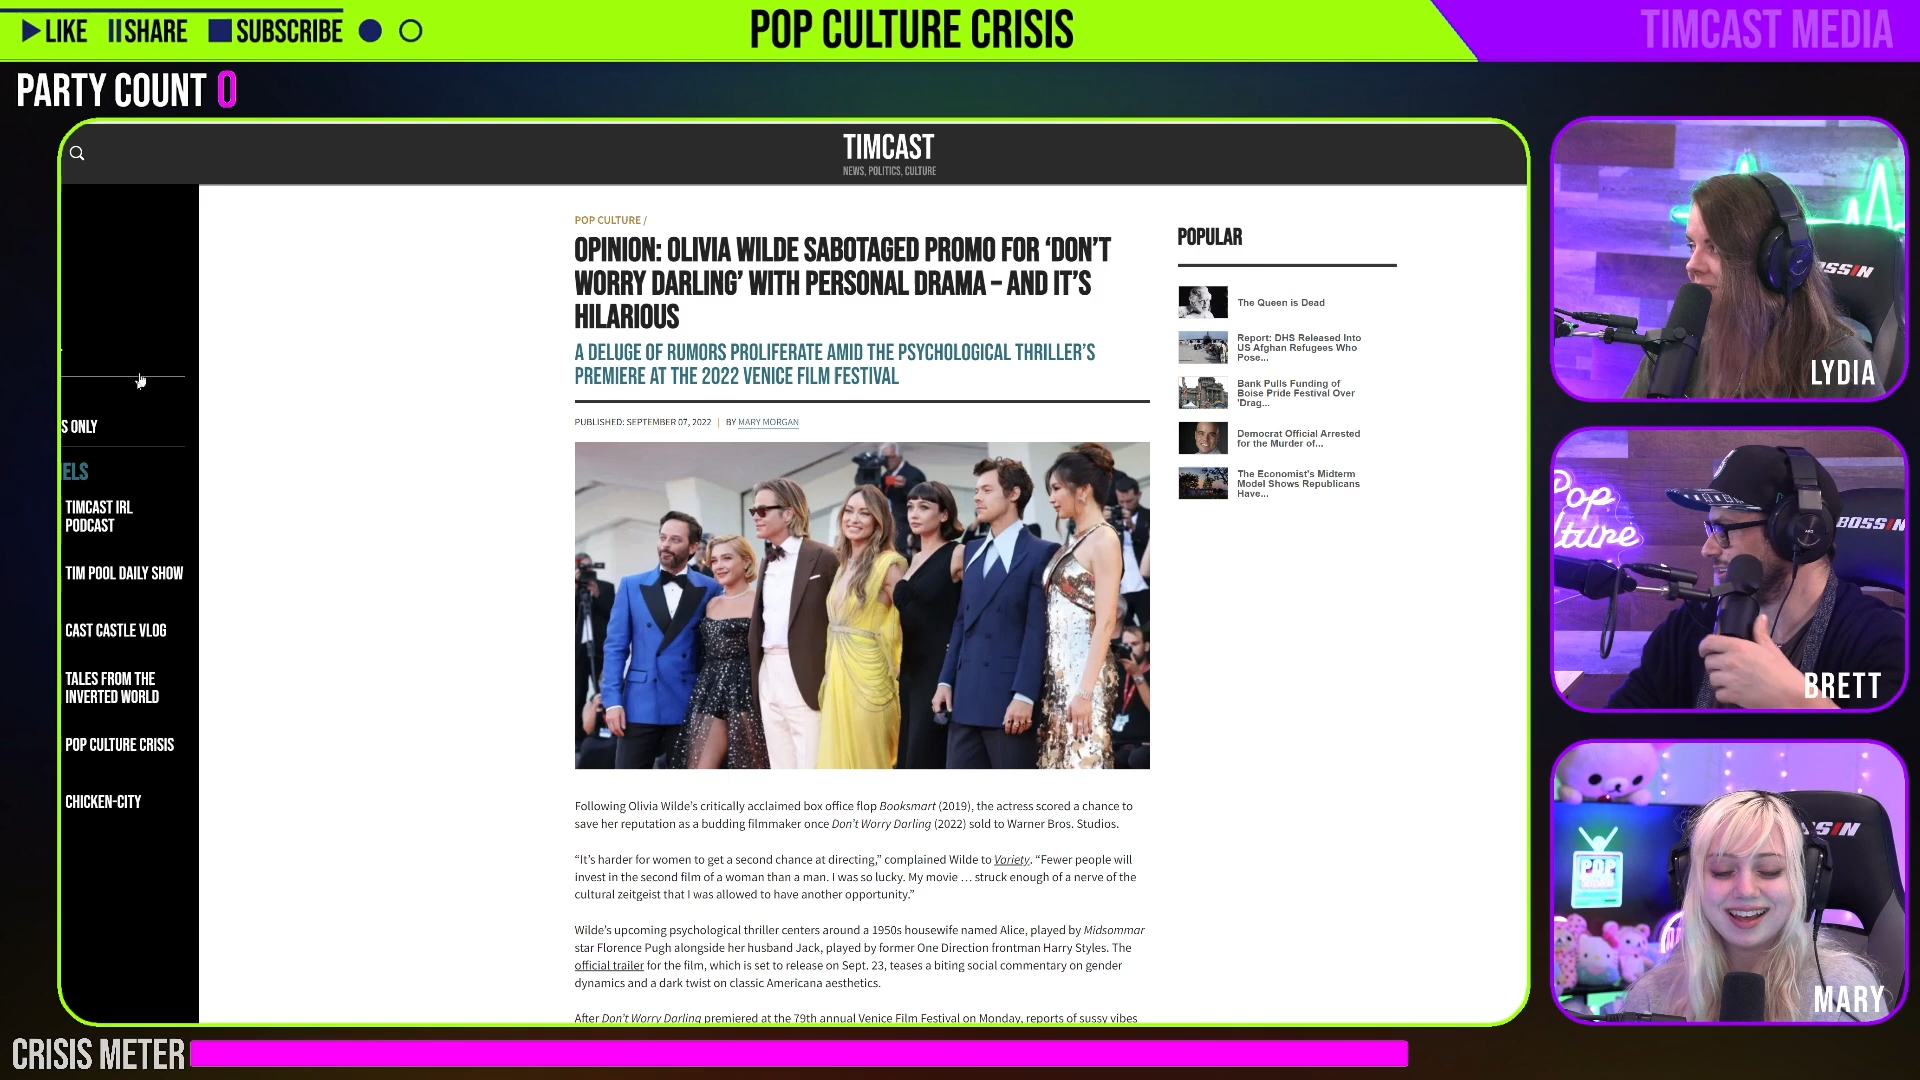 LIKE SHARE SUBSCRIBE
POP CULTURE CRISIS
TIMCAST MEDIA
PARTY COUNT 0
TIMCAST
NEWS, POLITICS, CULTURE
S ONLY
ELS
TIMCAST IRL
PODCAST
TIM POOL DAILY SHOW
CAST CASTLE VLOG
TALES FROM THE
INVERTED WORLD
POP CULTURE CRISIS
CHICKEN-CITY
POP CULTURE /
OPINION: OLIVIA WILDE SABOTAGED PROMO FOR ‘DON’T
WORRY DARLING’ WITH PERSONAL DRAMA – AND IT’S
HILARIOUS
A DELUGE OF RUMORS PROLIFERATE AMID THE PSYCHOLOGICAL THRILLER’S
PREMIERE AT THE 2022 VENICE FILM FESTIVAL
PUBLISHED: SEPTEMBER 07, 2022 | BY MARY MORGAN
Following Olivia Wilde’s critically acclaimed box office flop Booksmart (2019), the actress scored a chance to
save her reputation as a budding filmmaker once Don’t Worry Darling (2022) sold to Warner Bros. Studios.
“It’s harder for women to get a second chance at directing,” complained Wilde to Variety. “Fewer people will
invest in the second film of a woman than a man. I was so lucky. My movie … struck enough of a nerve of the
cultural zeitgeist that I was allowed to have another opportunity.”
Wilde’s upcoming psychological thriller centers around a 1950s housewife named Alice, played by Midsommar
star Florence Pugh alongside her husband Jack, played by former One Direction frontman Harry Styles. The
official trailer for the film, which is set to release on Sept. 23, teases a biting social commentary on gender
dynamics and a dark twist on classic Americana aesthetics.
After Don’t Worry Darling premiered at the 79th annual Venice Film Festival on Monday, reports of sussy vibes
POPULAR
The Queen is Dead
Report: DHS Released Into
US Afghan Refugees Who
Pose...
Bank Pulls Funding of
Boise Pride Festival Over
'Drag...
Democrat Official Arrested
for the Murder of...
The Economist's Midterm
Model Shows Republicans
Have...
SSIN
LYDIA
Pop
lture
BOSSIN
BRETT
SSIN
POP
MARY
CRISIS METER